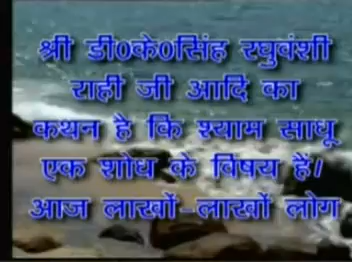 श्री डी०के०सिंह रघुवंशी
राही जी आदि का
कथन है कि श्याम साधू
एक शोध के विषय हैं।
आज लाखों-लाखों लोग